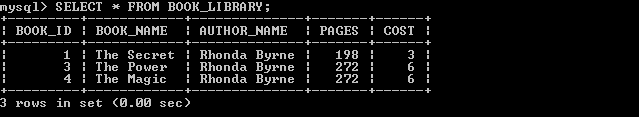 mysql> SELECT * FROM BOOK_LIBRARY;
+---------+------------+--------------+-------+------+
| BOOK_ID | BOOK_NAME  | AUTHOR_NAME  | PAGES | COST |
+---------+------------+--------------+-------+------+
|       1 | The Secret | Rhonda Byrne |   198 |    3 |
|       3 | The Power  | Rhonda Byrne |   272 |    6 |
|       4 | The Magic  | Rhonda Byrne |   272 |    6 |
+---------+------------+--------------+-------+------+
3 rows in set (0.00 sec)